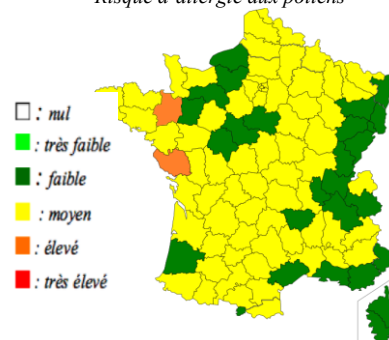 Risque d'allergie aux pollens
: nul
: très faible
: faible
: moyen
: élevé
: très élevé